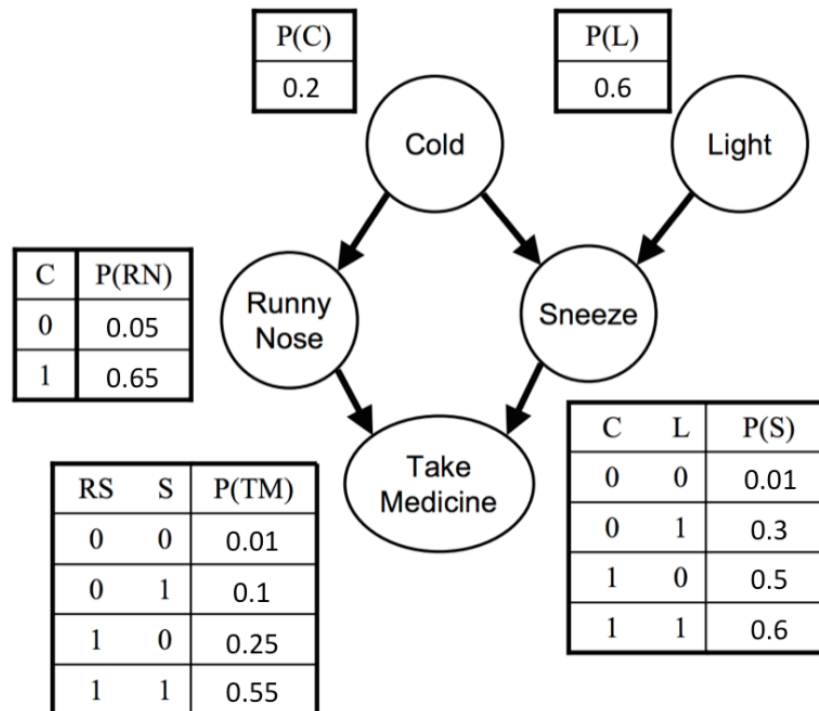 P(C)
0.2
P(L)
0.6
Cold
Light
C P(RN)
0 0.05
1 0.65
Runny
Nose
Sneeze
C L P(S)
0 0 0.01
0 1 0.3
1 0 0.5
1 1 0.6
Take
Medicine
RS S P(TM)
0 0 0.01
0 1 0.1
1 0 0.25
1 1 0.55